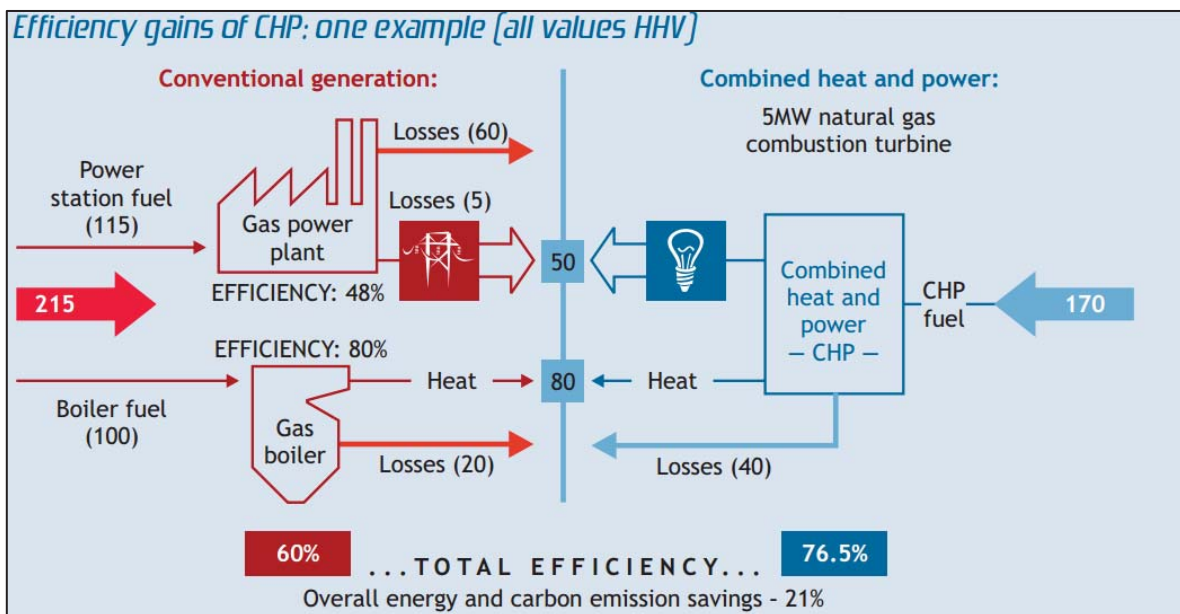 Efficiency gains of CHP: one example (all values HHV)
Conventional generation:
Losses (60)
Power
station fuel
(115)
Losses (5)
Gas power
plant
EFFICIENCY: 48%
215
EFFICIENCY: 80%
Boiler fuel
(100)
Gas
boiler
Heat
Losses (20)
50
80
Combined heat and power:
5MW natural gas
combustion turbine
Combined
heat and
power
— CHP —
CHP
fuel
170
Heat
Losses (40)
60%
...TOTAL EFFICIENCY...
76.5%
Overall energy and carbon emission savings - 21%